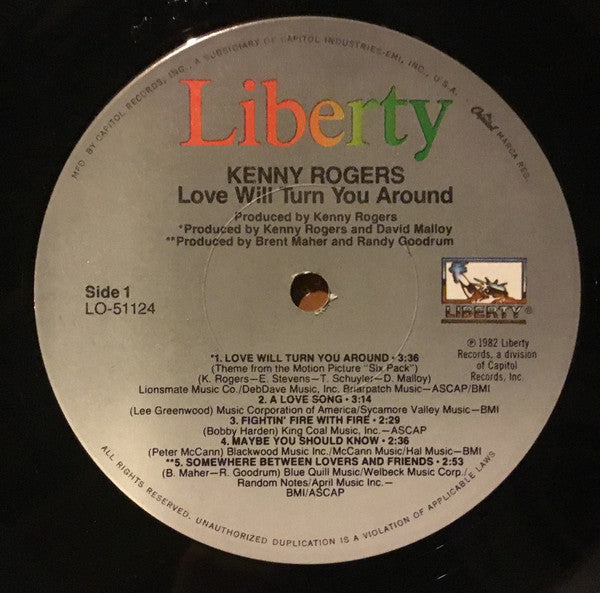 MFD. BY CAPITOL RECORDS, INC., A SUBSIDIARY OF CAPITOL INDUSTRIES-EMI, INC., U.S.A.
Capitol MARCA REG.
Liberty
KENNY ROGERS
Love Will Turn You Around
Produced by Kenny Rogers
*Produced by Kenny Rogers and David Malloy
**Produced by Brent Maher and Randy Goodrum
Side 1
LO-51124
LIBERTY®
℗ 1982 Liberty
Records, a division
of Capitol
Records, Inc.
*1. LOVE WILL TURN YOU AROUND • 3:36
(Theme from the Motion Picture "Six Pack")
(K. Rogers—E. Stevens—T. Schuyler—D. Malloy)
Lionsmate Music Co./DebDave Music, Inc. Briarpatch Music—ASCAP/BMI
2. A LOVE SONG • 3:14
(Lee Greenwood) Music Corporation of America/Sycamore Valley Music—BMI
3. FIGHTIN' FIRE WITH FIRE • 2:29
(Bobby Harden) King Coal Music, Inc.—ASCAP
4. MAYBE YOU SHOULD KNOW • 2:36
(Peter McCann) Blackwood Music Inc./McCann Music/Hal Music—BMI
**5. SOMEWHERE BETWEEN LOVERS AND FRIENDS • 2:53
(B. Maher—R. Goodrum) Blue Quill Music/Welbeck Music Corp./
Random Notes/April Music Inc.—
BMI/ASCAP
ALL RIGHTS RESERVED. UNAUTHORIZED DUPLICATION IS A VIOLATION OF APPLICABLE LAWS